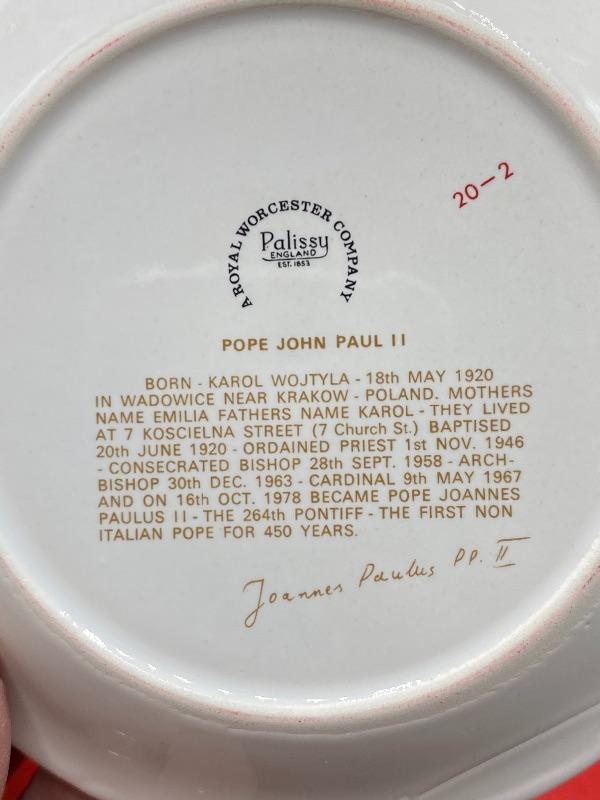 20-2
A ROYAL WORCESTER COMPANY
Palissy
ENGLAND
EST. 1853
POPE JOHN PAUL II
BORN - KAROL WOJTYLA - 18th MAY 1920
IN WADOWICE NEAR KRAKOW - POLAND. MOTHERS
NAME EMILIA FATHERS NAME KAROL - THEY LIVED
AT 7 KOSCIELNA STREET (7 Church St.) BAPTISED
20th JUNE 1920 - ORDAINED PRIEST 1st NOV. 1946
- CONSECRATED BISHOP 28th SEPT. 1958 - ARCH-
BISHOP 30th DEC. 1963 - CARDINAL 9th MAY 1967
AND ON 16th OCT. 1978 BECAME POPE JOANNES
PAULUS II - THE 264th PONTIFF - THE FIRST NON
ITALIAN POPE FOR 450 YEARS.
Joannes Paulus PP. II